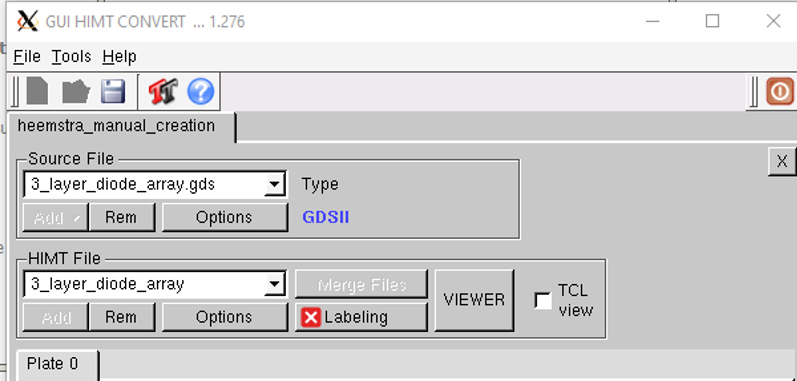 GUI HIMT CONVERT ... 1.276
File Tools Help
heemstra_manual_creation
Source File
X
3_layer_diode_array.gds Type
Add Rem Options GDSII
HIMT File
3_layer_diode_array Merge Files VIEWER TCL view
Add Rem Options Labeling
Plate 0